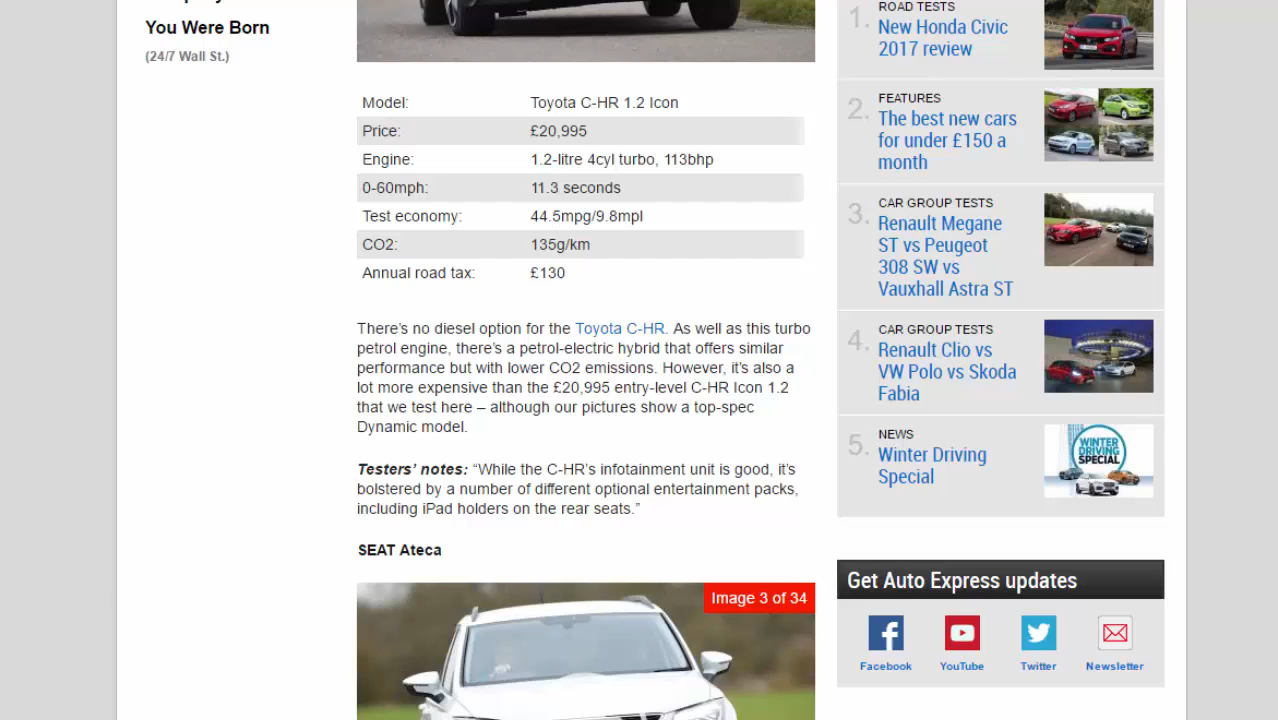 You Were Born
(24/7 Wall St.)
Model: Toyota C-HR 1.2 Icon
Price: £20,995
Engine: 1.2-litre 4cyl turbo, 113bhp
0-60mph: 11.3 seconds
Test economy: 44.5mpg/9.8mpl
CO2: 135g/km
Annual road tax: £130
There’s no diesel option for the Toyota C-HR. As well as this turbo
petrol engine, there’s a petrol-electric hybrid that offers similar
performance but with lower CO2 emissions. However, it’s also a
lot more expensive than the £20,995 entry-level C-HR Icon 1.2
that we test here – although our pictures show a top-spec
Dynamic model.
Testers’ notes: “While the C-HR’s infotainment unit is good, it’s
bolstered by a number of different optional entertainment packs,
including iPad holders on the rear seats.”
SEAT Ateca
Image 3 of 34
1. ROAD TESTS
New Honda Civic
2017 review
2. FEATURES
The best new cars
for under £150 a
month
3. CAR GROUP TESTS
Renault Megane
ST vs Peugeot
308 SW vs
Vauxhall Astra ST
4. CAR GROUP TESTS
Renault Clio vs
VW Polo vs Skoda
Fabia
5. NEWS
Winter Driving
Special
WINTER
DRIVING
SPECIAL
Get Auto Express updates
Facebook YouTube Twitter Newsletter